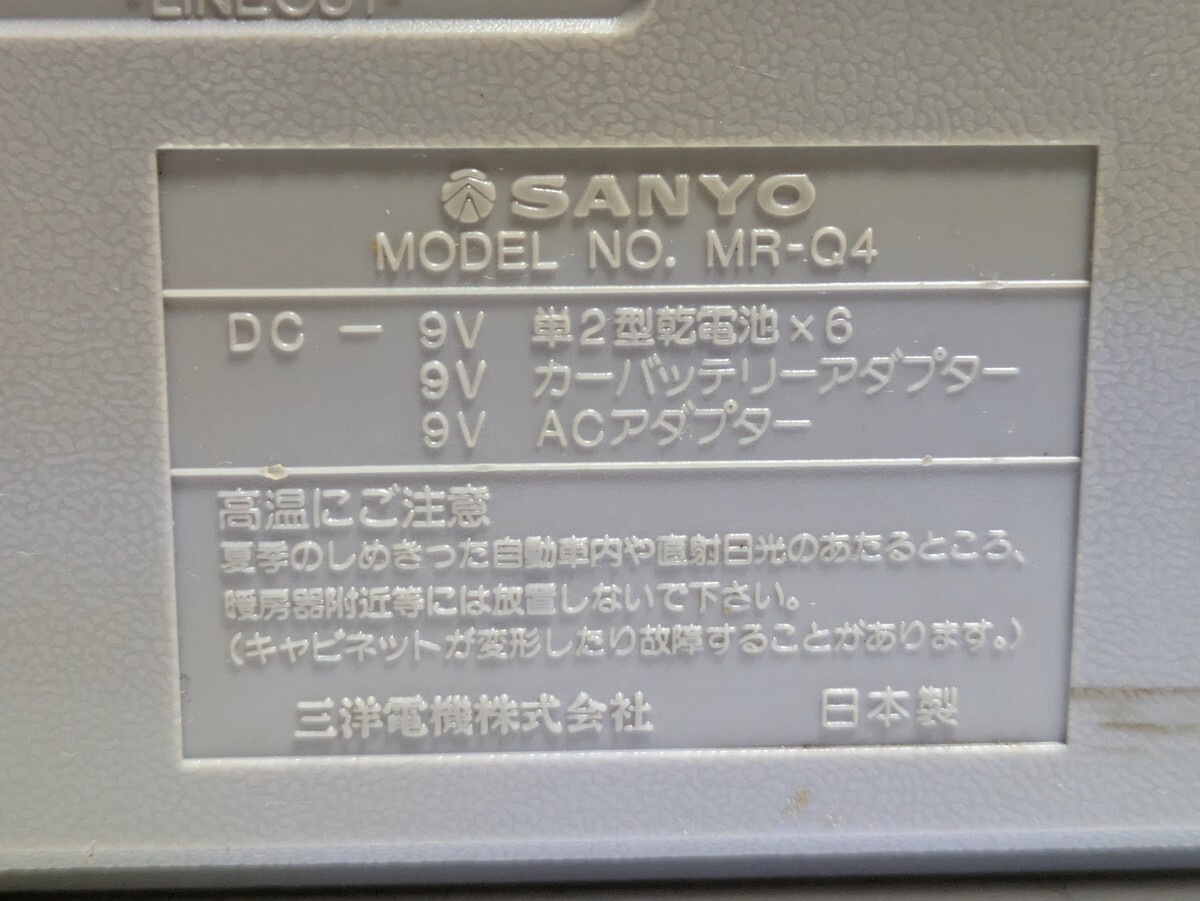 LINE OUT
SANYO
MODEL NO. MR-Q4
DC − 9V 単2型乾電池×6
9V カーバッテリーアダプター
9V ACアダプター
高温にご注意
夏季のしめきった自動車内や直射日光のあたるところ、
暖房器附近等には放置しないで下さい。
(キャビネットが変形したり故障することがあります。)
三洋電機株式会社 日本製